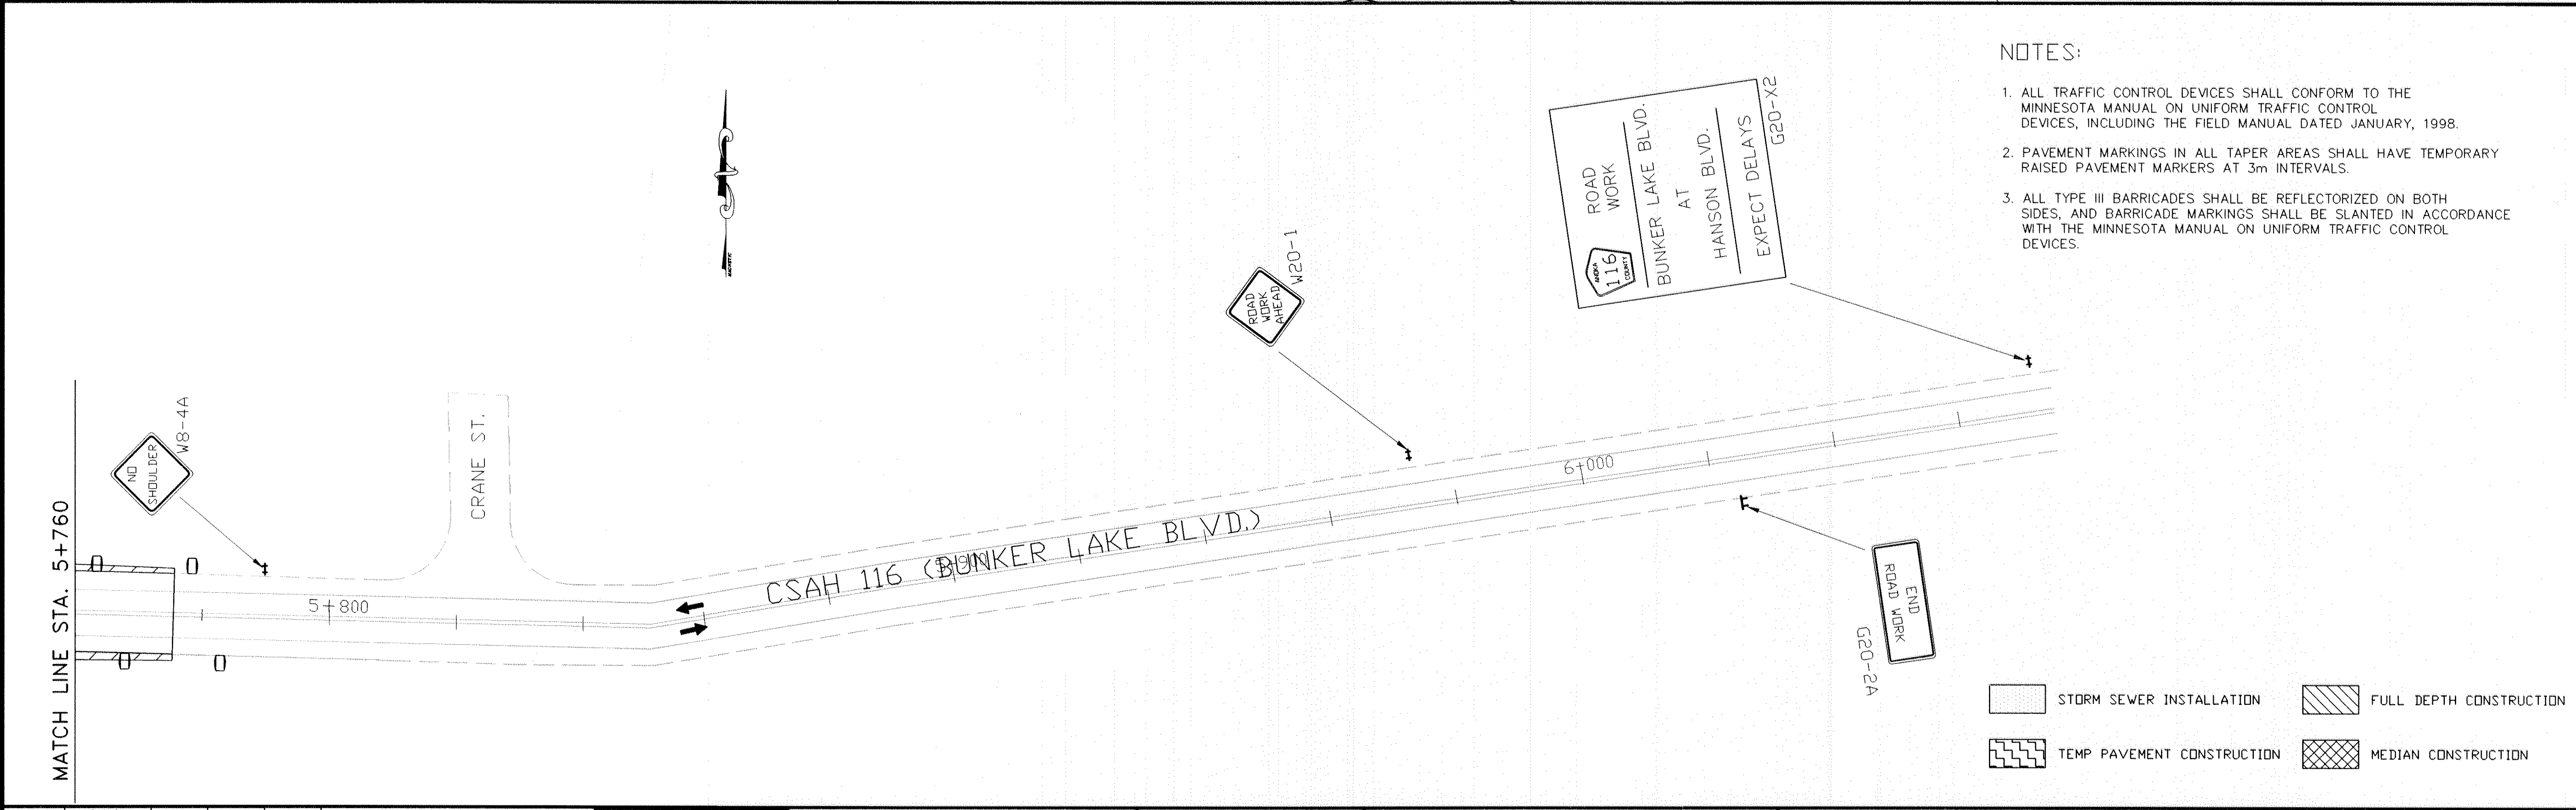 NOTES:
1. ALL TRAFFIC CONTROL DEVICES SHALL CONFORM TO THE
MINNESOTA MANUAL ON UNIFORM TRAFFIC CONTROL
DEVICES, INCLUDING THE FIELD MANUAL DATED JANUARY, 1998.
2. PAVEMENT MARKINGS IN ALL TAPER AREAS SHALL HAVE TEMPORARY
RAISED PAVEMENT MARKERS AT 3m INTERVALS.
3. ALL TYPE III BARRICADES SHALL BE REFLECTORIZED ON BOTH
SIDES, AND BARRICADE MARKINGS SHALL BE SLANTED IN ACCORDANCE
WITH THE MINNESOTA MANUAL ON UNIFORM TRAFFIC CONTROL
DEVICES.
ANOKA
116
COUNTY
ROAD
WORK
BUNKER LAKE BLVD.
AT
HANSON BLVD.
EXPECT DELAYS
G20-X2
ROAD
WORK
AHEAD
W20-1
NO
SHOULDER
W8-4A
CRANE ST.
MATCH LINE STA. 5+760
5+800
CSAH 116 (BUNKER LAKE BLVD.)
6+000
END
ROAD WORK
G20-2A
STORM SEWER INSTALLATION
FULL DEPTH CONSTRUCTION
TEMP PAVEMENT CONSTRUCTION
MEDIAN CONSTRUCTION